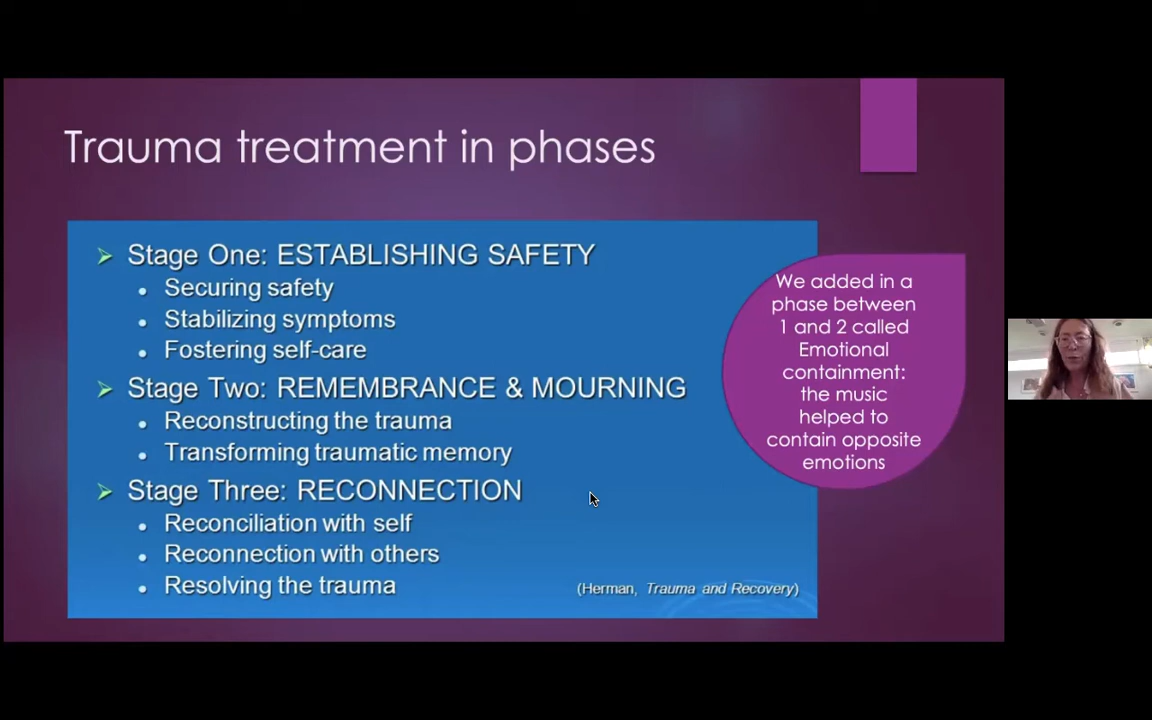 Trauma treatment in phases
Stage One: ESTABLISHING SAFETY
Securing safety
Stabilizing symptoms
Fostering self-care
Stage Two: REMEMBRANCE & MOURNING
Reconstructing the trauma
Transforming traumatic memory
Stage Three: RECONNECTION
Reconciliation with self
Reconnection with others
Resolving the trauma
(Herman, Trauma and Recovery)
We added in a
phase between
1 and 2 called
Emotional
containment:
the music
helped to
contain opposite
emotions